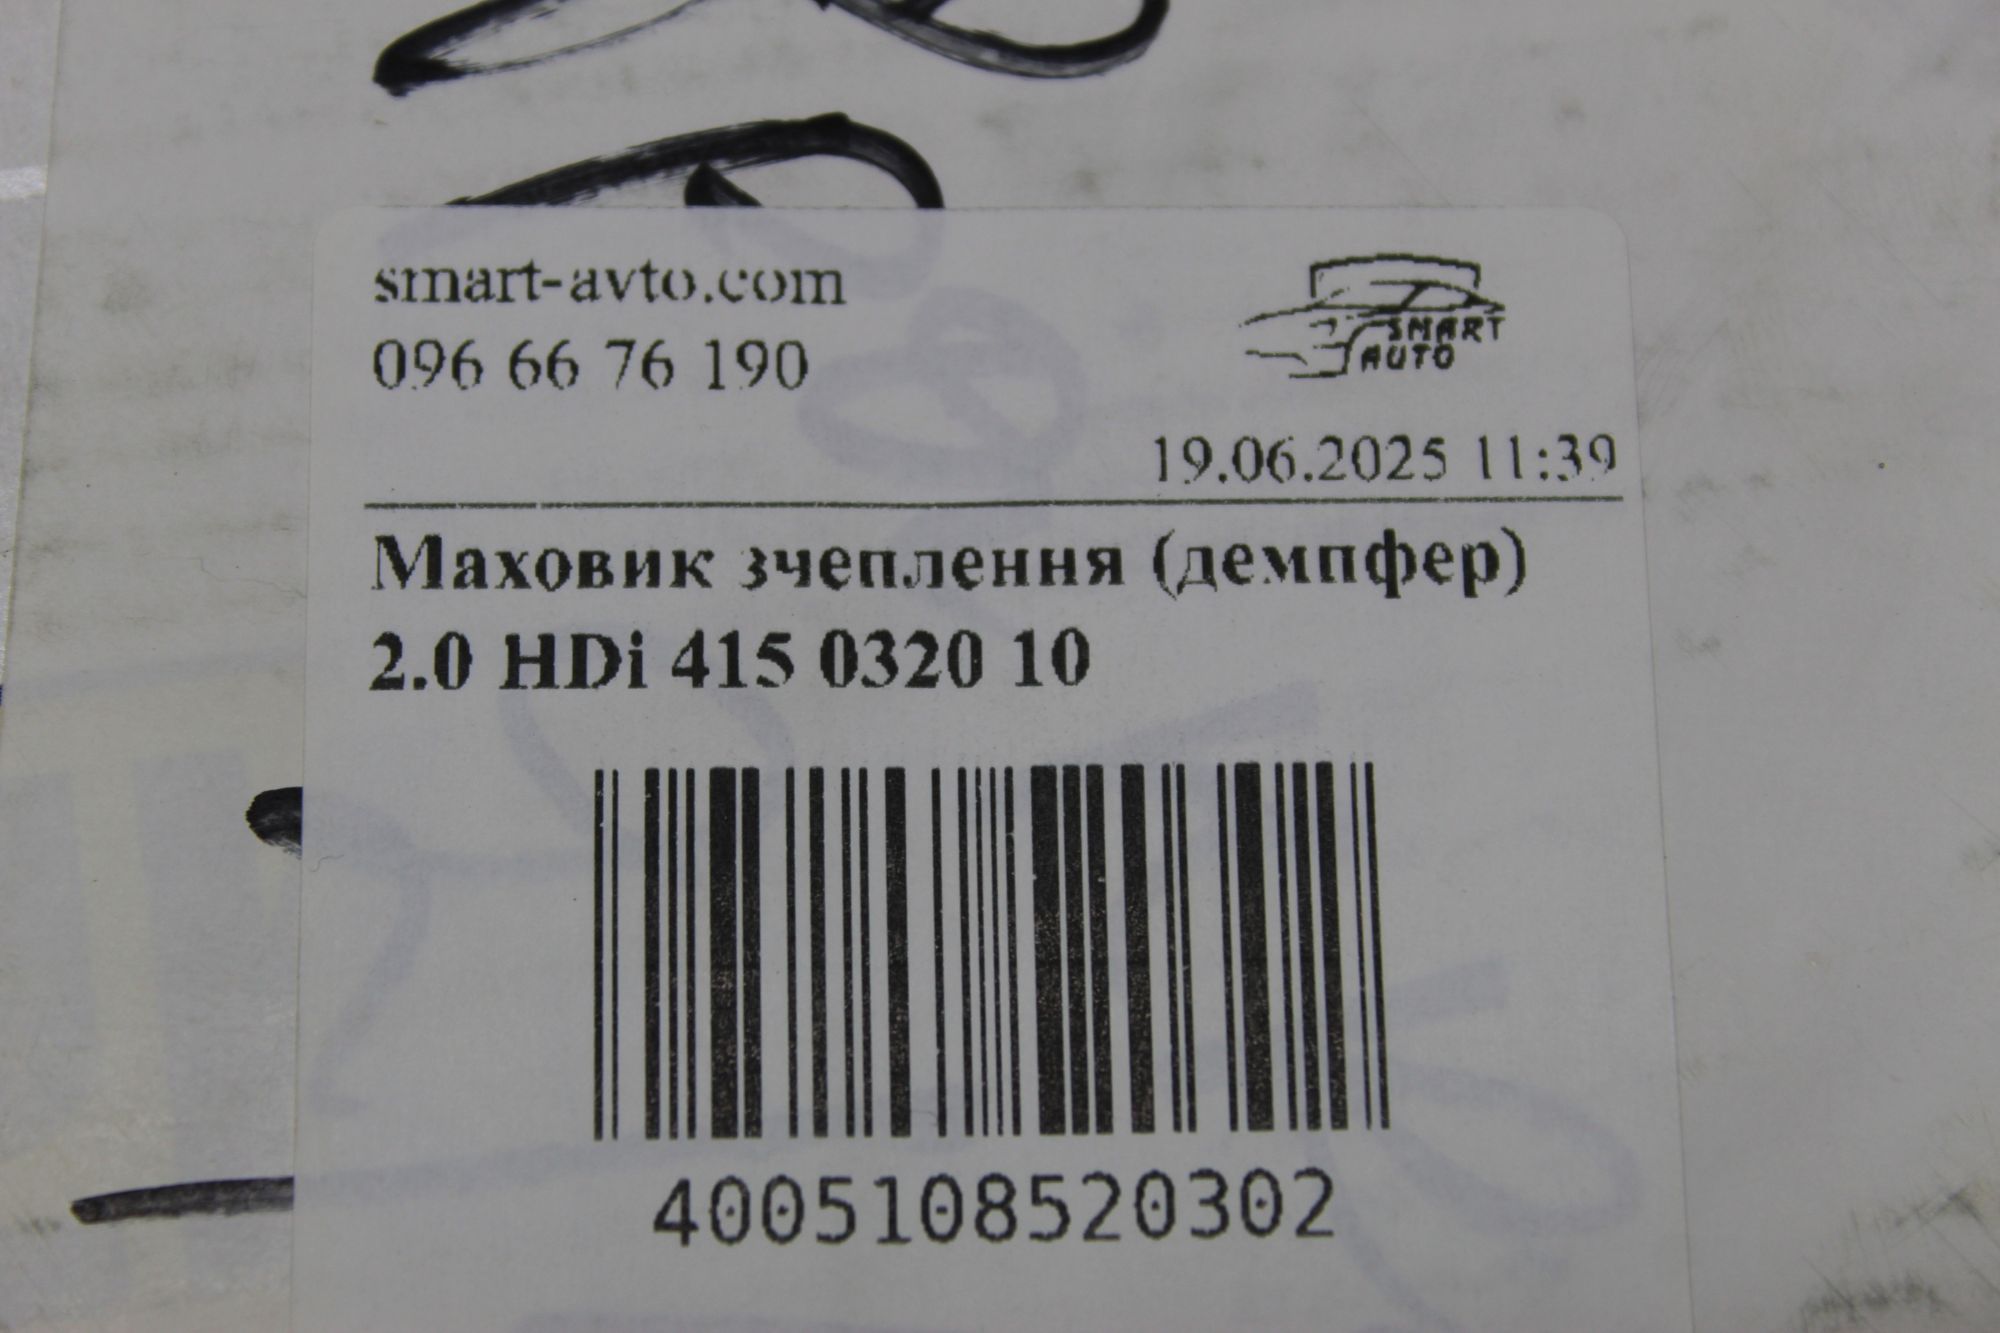 smart-avto.com
096 66 76 190
SMART
AUTO
19.06.2025 11:39
Маховик зчеплення (демпфер)
2.0 HDi 415 0320 10
4005108520302